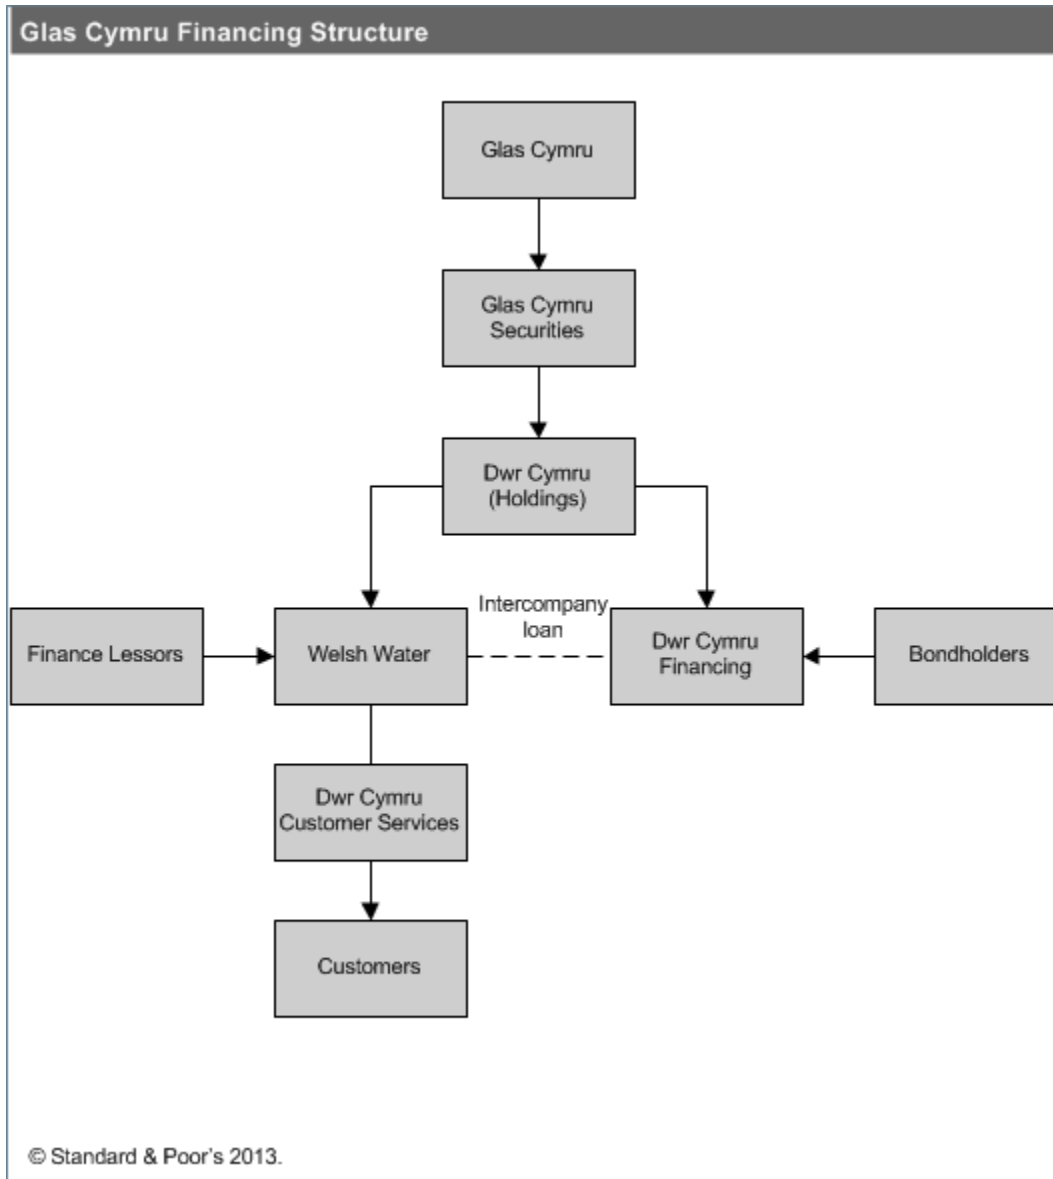 Glas Cymru Financing Structure
Glas Cymru
Glas Cymru
Securities
Dwr Cymru
(Holdings)
Intercompany
loan
Finance Lessors
Welsh Water
Dwr Cymru
Financing
Bondholders
Dwr Cymru
Customer Services
Customers
© Standard & Poor's 2013.